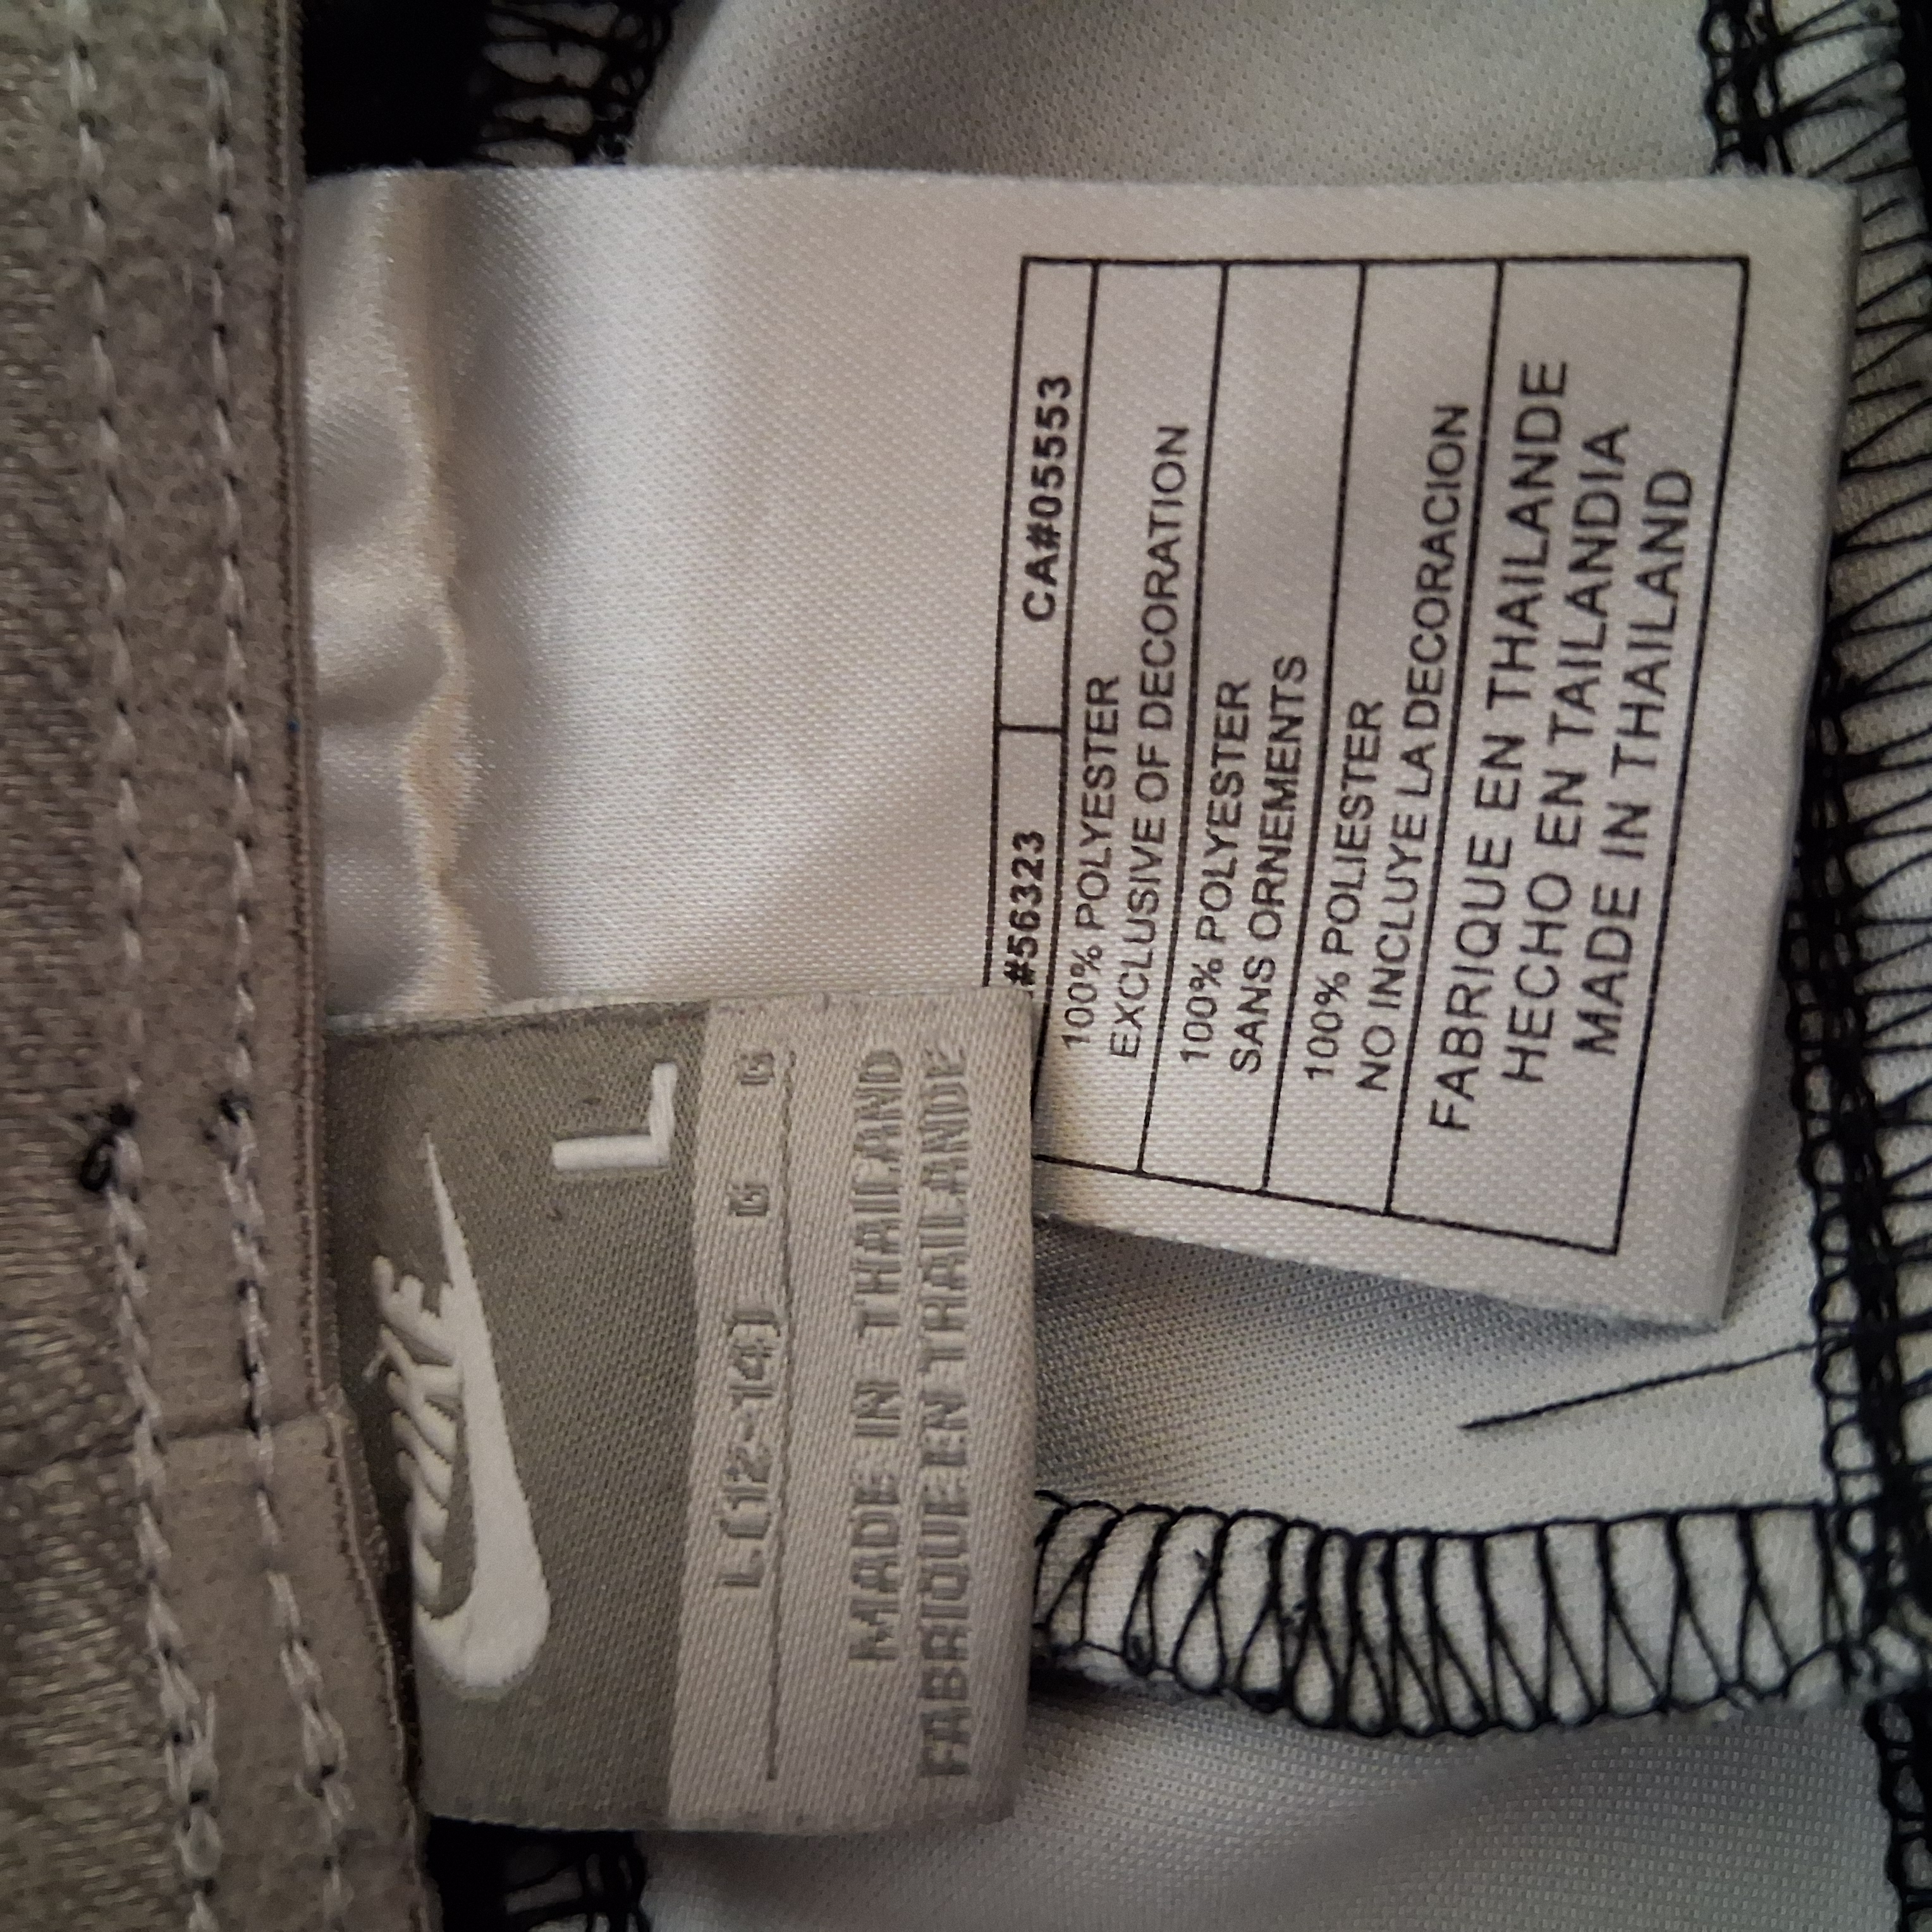 NIKE
L
L(12-14) G G
MADE IN THAILAND
FABRIQUE EN THAILANDE
#56323 CA#05553
100% POLYESTER
EXCLUSIVE OF DECORATION
100% POLYESTER
SANS ORNEMENTS
100% POLIESTER
NO INCLUYE LA DECORACION
FABRIQUE EN THAILANDE
HECHO EN TAILANDIA
MADE IN THAILAND